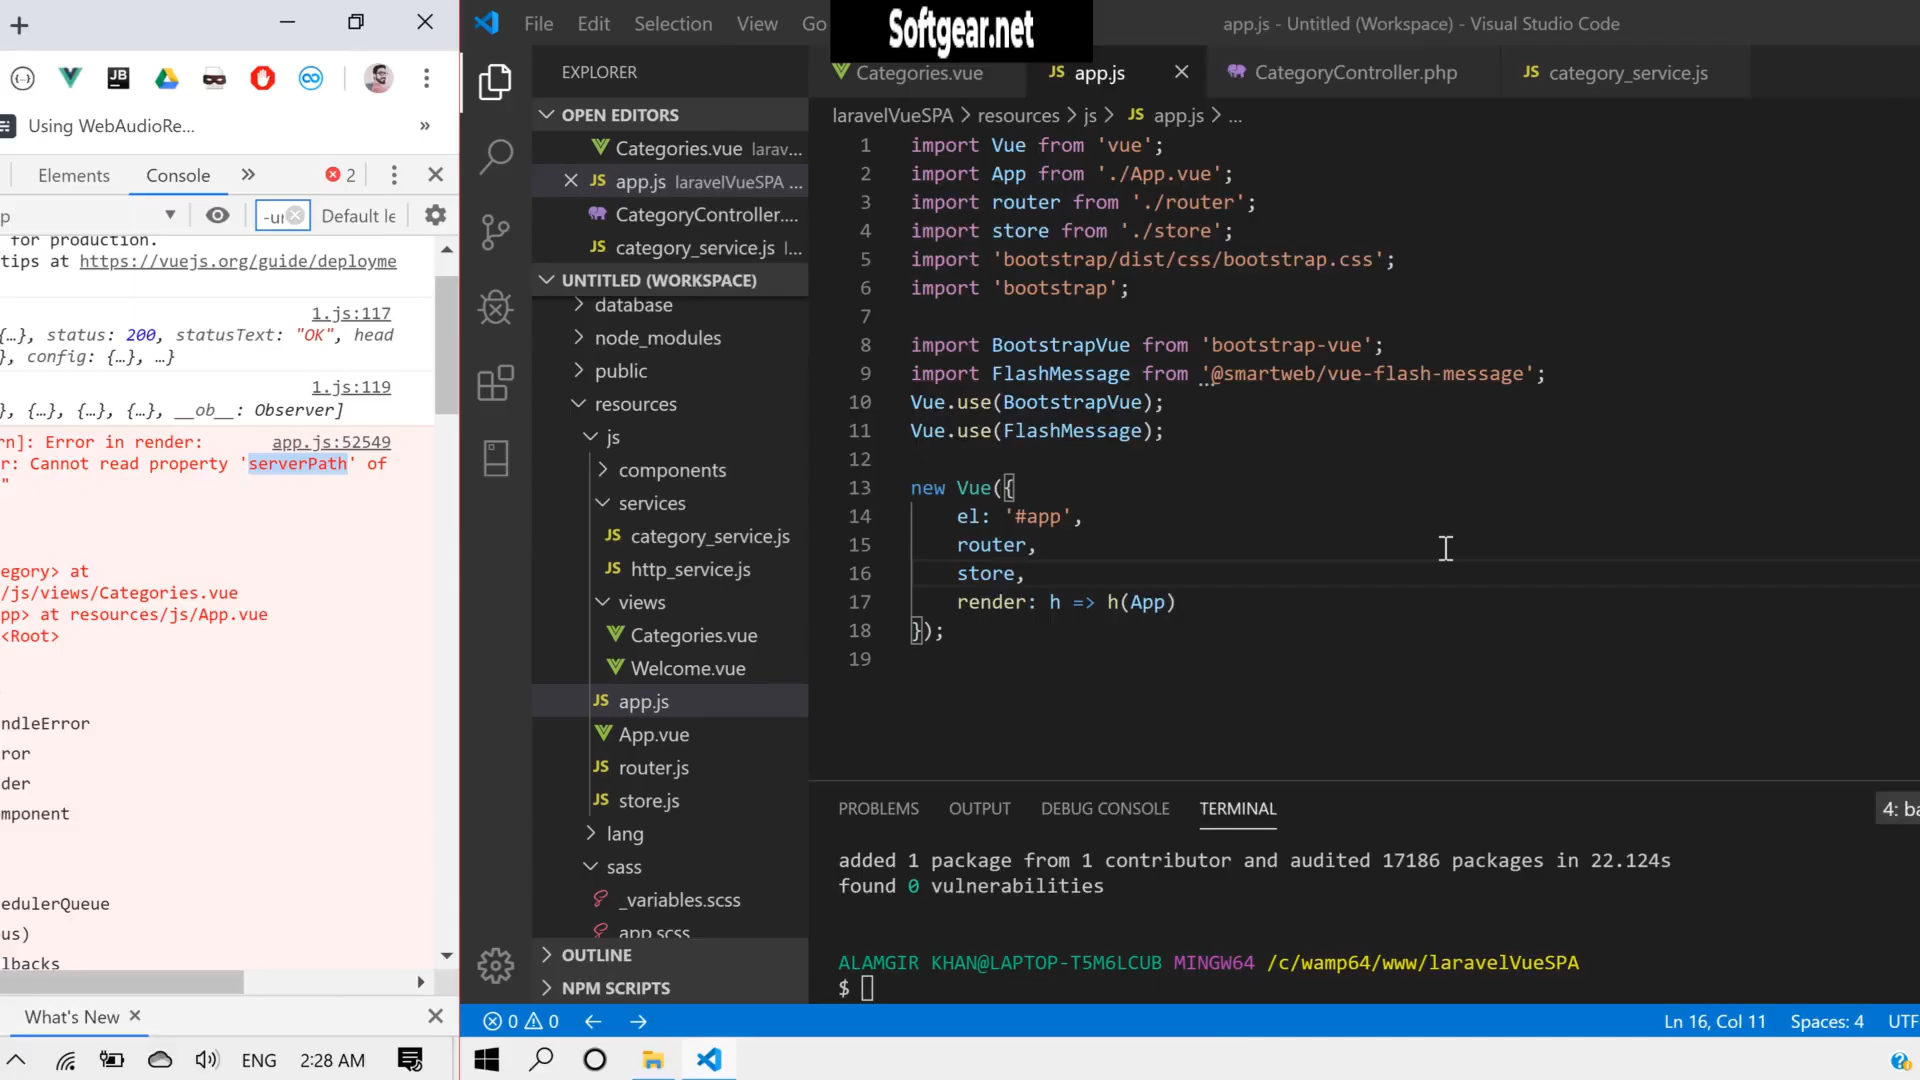 Using WebAudioRe...
Elements
Console
2
p
-ur
Default le
for production.
tips at https://vuejs.org/guide/deployme
1.js:117
{…}, status: 200, statusText: "OK", head
}, config: {…}, …}
1.js:119
}, {…}, {…}, {…}, __ob__: Observer]
rn]: Error in render:
app.js:52549
r: Cannot read property 'serverPath' of
"
egory> at
/js/views/Categories.vue
pp> at resources/js/App.vue
<Root>
ndleError
ror
der
mponent
edulerQueue
ous)
lbacks
What's New
ENG
2:28 AM
File
Edit
Selection
View
Go
Softgear.net
app.js - Untitled (Workspace) - Visual Studio Code
EXPLORER
OPEN EDITORS
Categories.vue larav...
app.js laravelVueSPA ...
CategoryController....
category_service.js l...
UNTITLED (WORKSPACE)
database
node_modules
public
resources
js
components
services
category_service.js
http_service.js
views
Categories.vue
Welcome.vue
app.js
App.vue
router.js
store.js
lang
sass
_variables.scss
app.scss
OUTLINE
NPM SCRIPTS
Categories.vue
JS app.js
CategoryController.php
JS category_service.js
laravelVueSPA > resources > js > JS app.js > ...
1 import Vue from 'vue';
2 import App from './App.vue';
3 import router from './router';
4 import store from './store';
5 import 'bootstrap/dist/css/bootstrap.css';
6 import 'bootstrap';
7
8 import BootstrapVue from 'bootstrap-vue';
9 import FlashMessage from '@smartweb/vue-flash-message';
10 Vue.use(BootstrapVue);
11 Vue.use(FlashMessage);
12
13 new Vue({
14 el: '#app',
15 router,
16 store,
17 render: h => h(App)
18 });
19
PROBLEMS
OUTPUT
DEBUG CONSOLE
TERMINAL
4: ba
added 1 package from 1 contributor and audited 17186 packages in 22.124s
found 0 vulnerabilities
ALAMGIR KHAN@LAPTOP-T5M6LCUB MINGW64 /c/wamp64/www/laravelVueSPA
$
0 0
Ln 16, Col 11
Spaces: 4
UTF